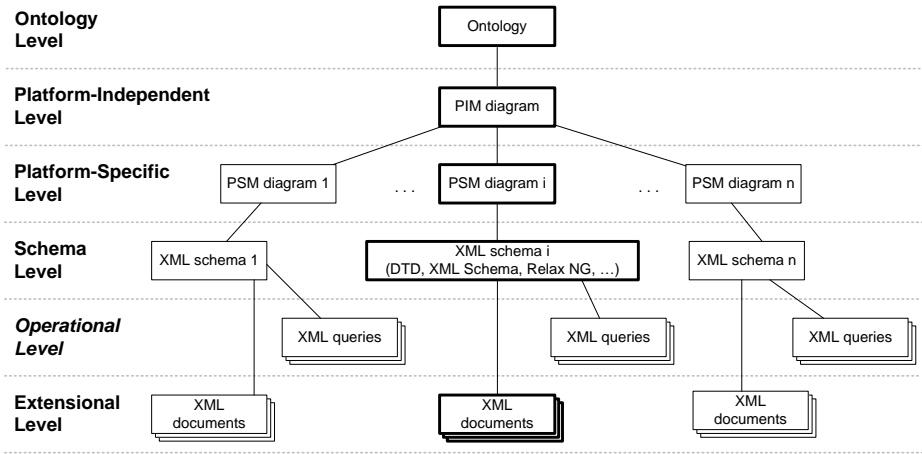 Ontology
Level
Ontology
Platform-Independent
Level
PIM diagram
Platform-Specific
Level
PSM diagram 1
. . .
PSM diagram i
. . .
PSM diagram n
Schema
Level
XML schema 1
XML schema i
(DTD, XML Schema, Relax NG, ...)
XML schema n
Operational
Level
XML queries
XML queries
XML queries
Extensional
Level
XML
documents
XML
documents
XML
documents